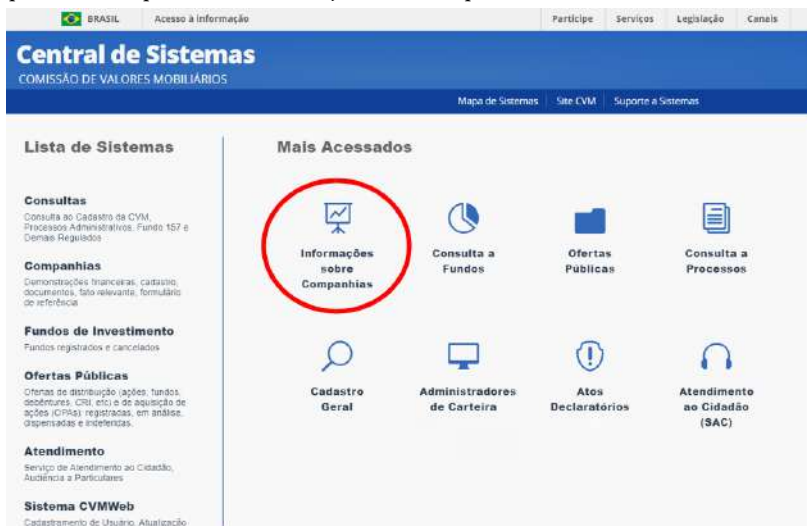 BRASIL Acesso à informação Participe Serviços Legislação Canais
Central de Sistemas
COMISSÃO DE VALORES MOBILIÁRIOS
Mapa de Sistemas Site CVM Suporte a Sistemas
Lista de Sistemas
Mais Acessados
Consultas
Consulta ao Cadastro da CVM,
Processos Administrativos, Fundo 157 e
Demais Regulados
Companhias
Demonstrações financeiras, cadastro,
documentos, fato relevante, formulário
de referência
Fundos de Investimento
Fundos registrados e cancelados
Ofertas Públicas
Ofertas de distribuição (ações, fundos,
debêntures, CRI, etc) e de aquisição de
ações (OPAs): registradas, em análise,
dispensadas e indeferidas.
Atendimento
Serviço de Atendimento ao Cidadão,
Audiência a Particulares
Sistema CVMWeb
Cadastramento de Usuário, Atualização
Informações
sobre
Companhias
Consulta a
Fundos
Ofertas
Públicas
Consulta a
Processos
Cadastro
Geral
Administradores
de Carteira
Atos
Declaratórios
Atendimento
ao Cidadão
(SAC)